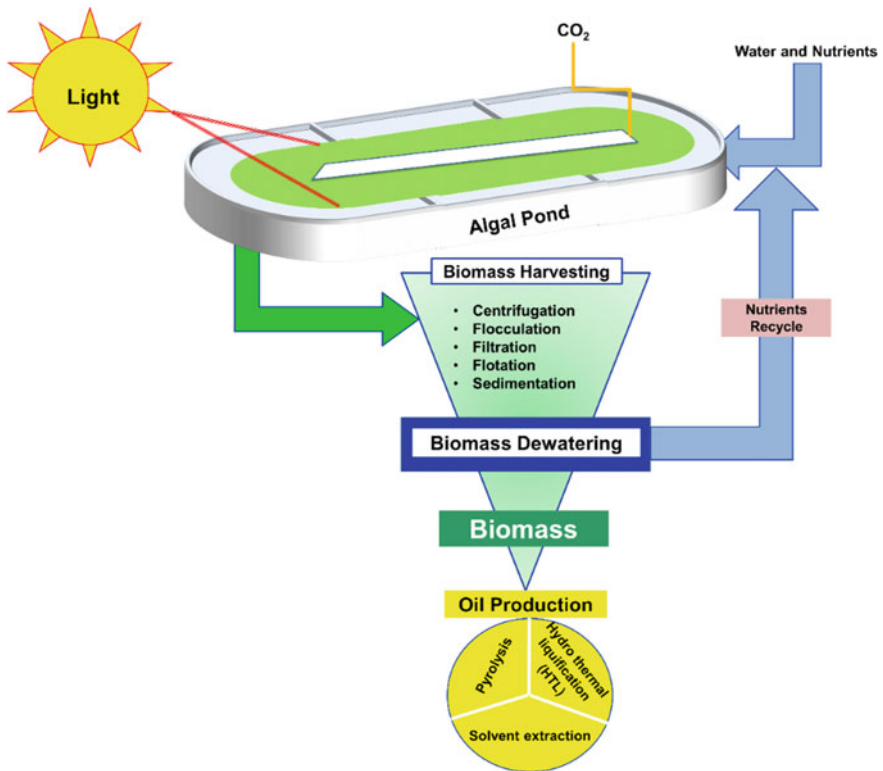 CO₂
Water and Nutrients
Light
Algal Pond
Biomass Harvesting
• Centrifugation
• Flocculation
• Filtration
• Flotation
• Sedimentation
Nutrients
Recycle
Biomass Dewatering
Biomass
Oil Production
Pyrolysis
Hydro thermal
liquification
(HTL)
Solvent extraction